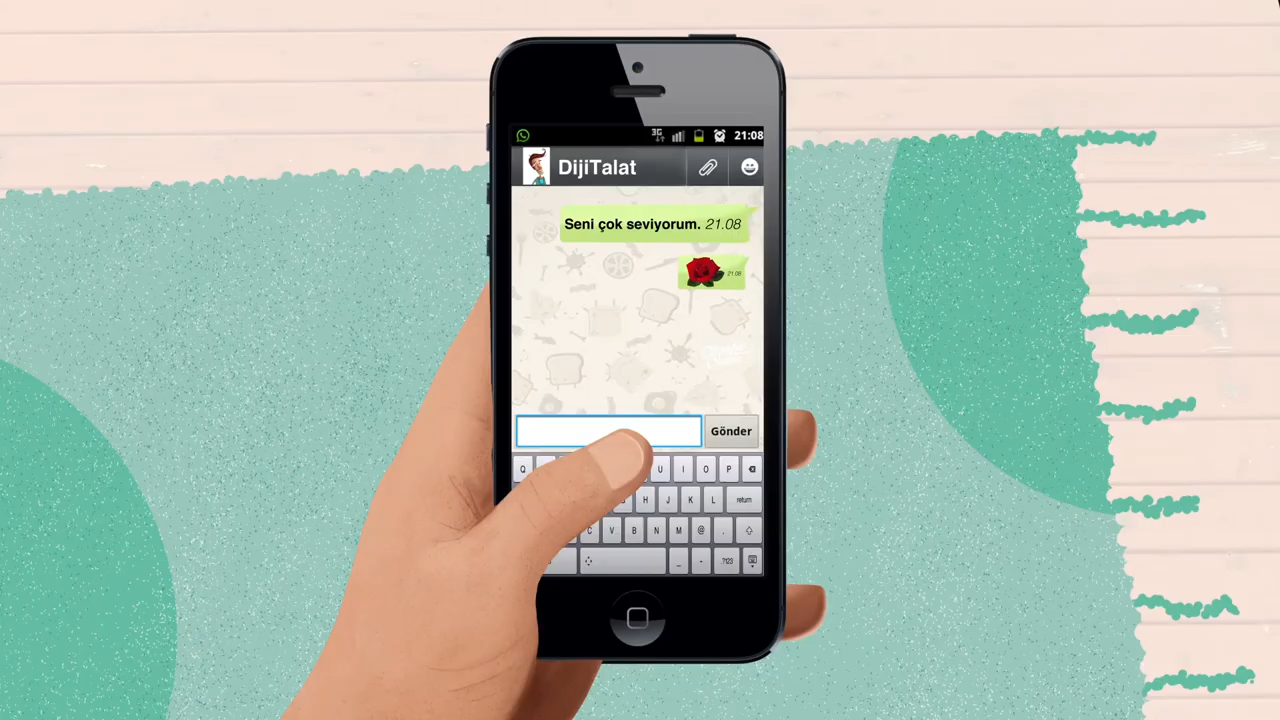 3G 21:08
DijiTalat
Seni çok seviyorum. 21.08
21.08
Gönder
Q U I O P
H J K L return
C V B N M @ .
_ - .?123